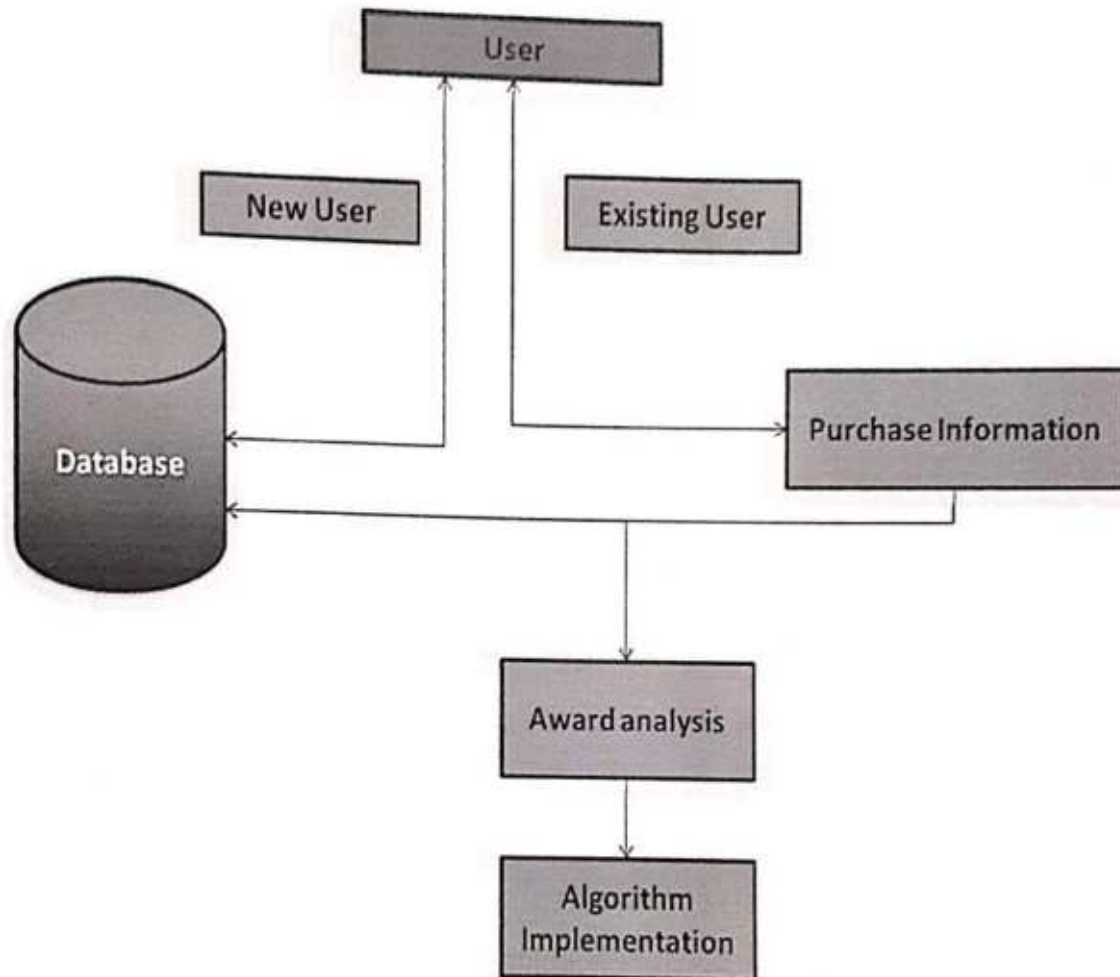 User
New User
Existing User
Database
Purchase Information
Award analysis
Algorithm
Implementation